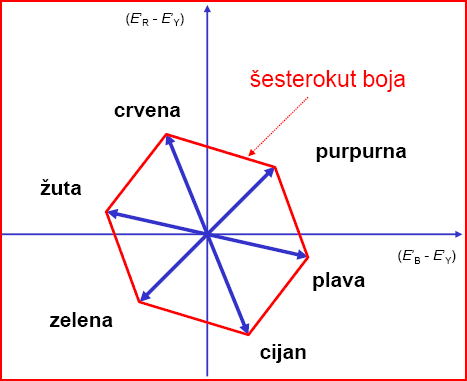 (E'R - E'Y)
šesterokut boja
crvena
purpurna
žuta
(E'B - E'Y)
plava
zelena
cijan